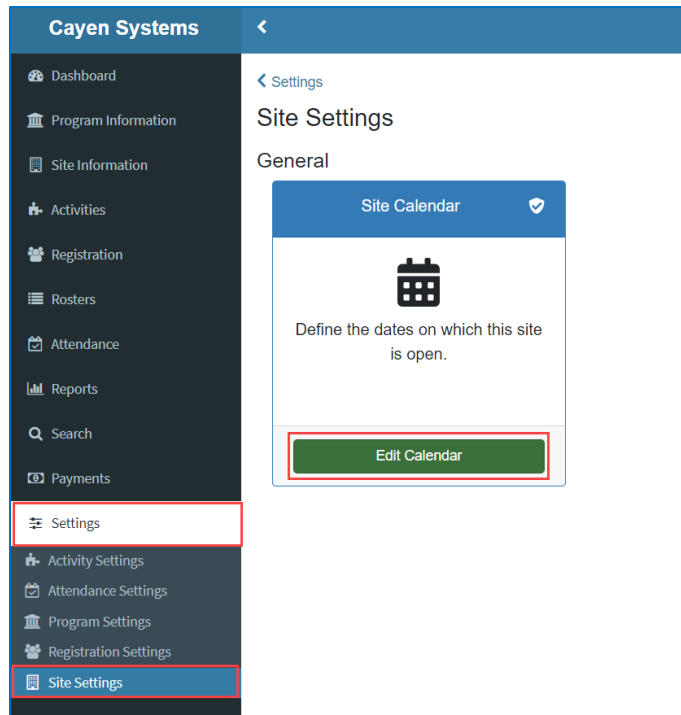 Cayen Systems
Dashboard
Program Information
Site Information
Activities
Registration
Rosters
Attendance
Reports
Search
Payments
Settings
Activity Settings
Attendance Settings
Program Settings
Registration Settings
Site Settings
Settings
Site Settings
General
Site Calendar
Define the dates on which this site
is open.
Edit Calendar